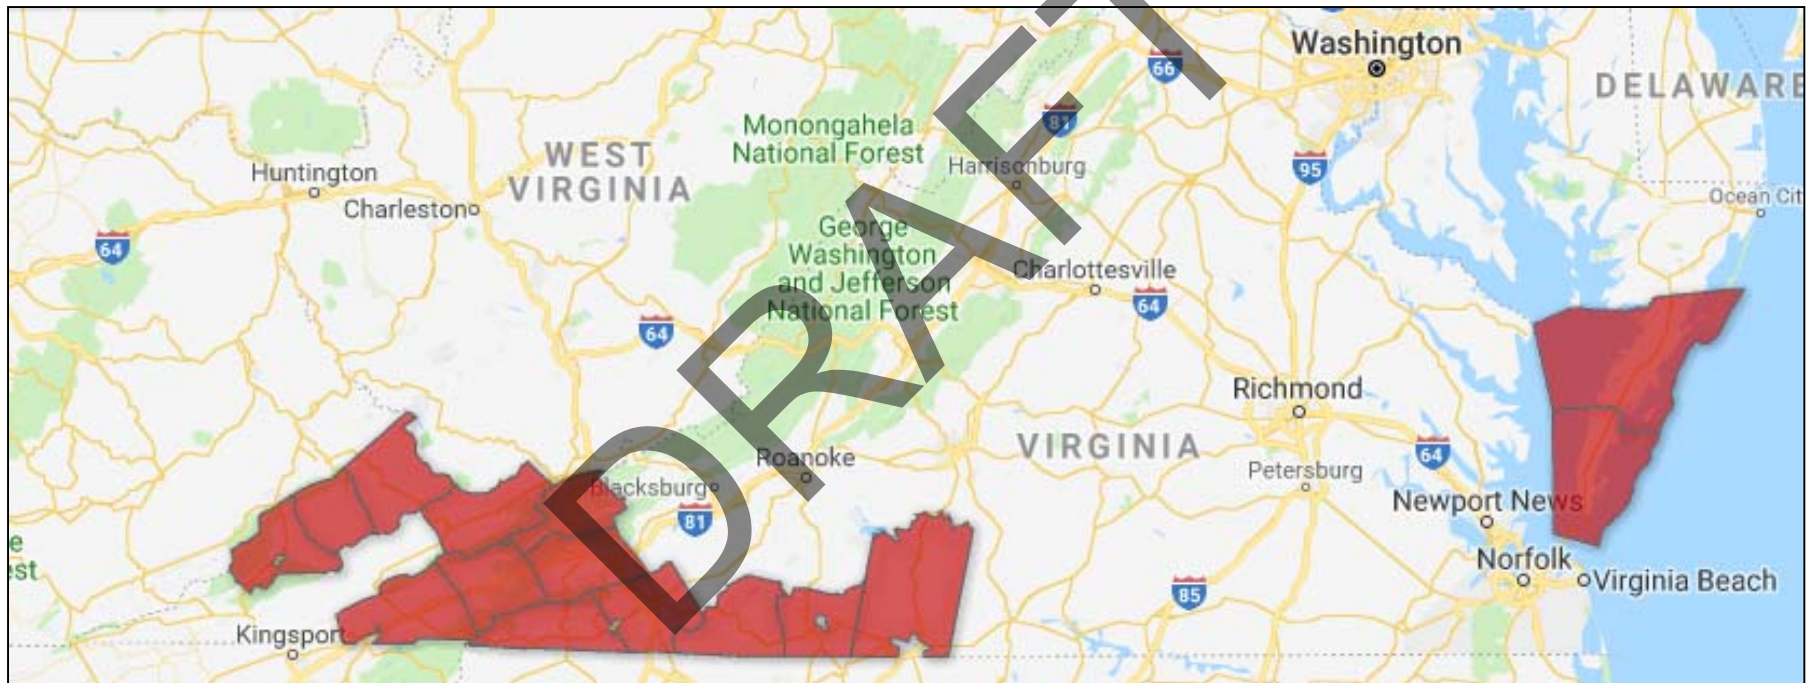 Washington
66
DELAWARE
81
95
Monongahela
National Forest
WEST
VIRGINIA
Harrisonburg
Huntington
Charleston
Ocean Cit
George
Washington
and Jefferson
National Forest
64
Charlottesville
64
64
Richmond
VIRGINIA
Roanoke
64
Petersburg
Blacksburg
81
Newport News
e
est
Norfolk
Virginia Beach
85
Kingsport
DRAFT